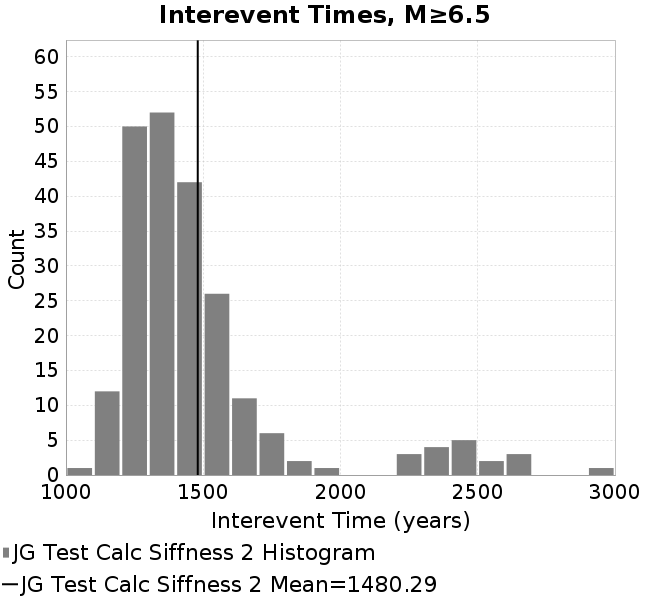 Interevent Times, M≥6.5
60
55
50
45
40
35
30
25
20
15
10
5
0
Count
1000 1500 2000 2500 3000
Interevent Time (years)
JG Test Calc Siffness 2 Histogram
JG Test Calc Siffness 2 Mean=1480.29